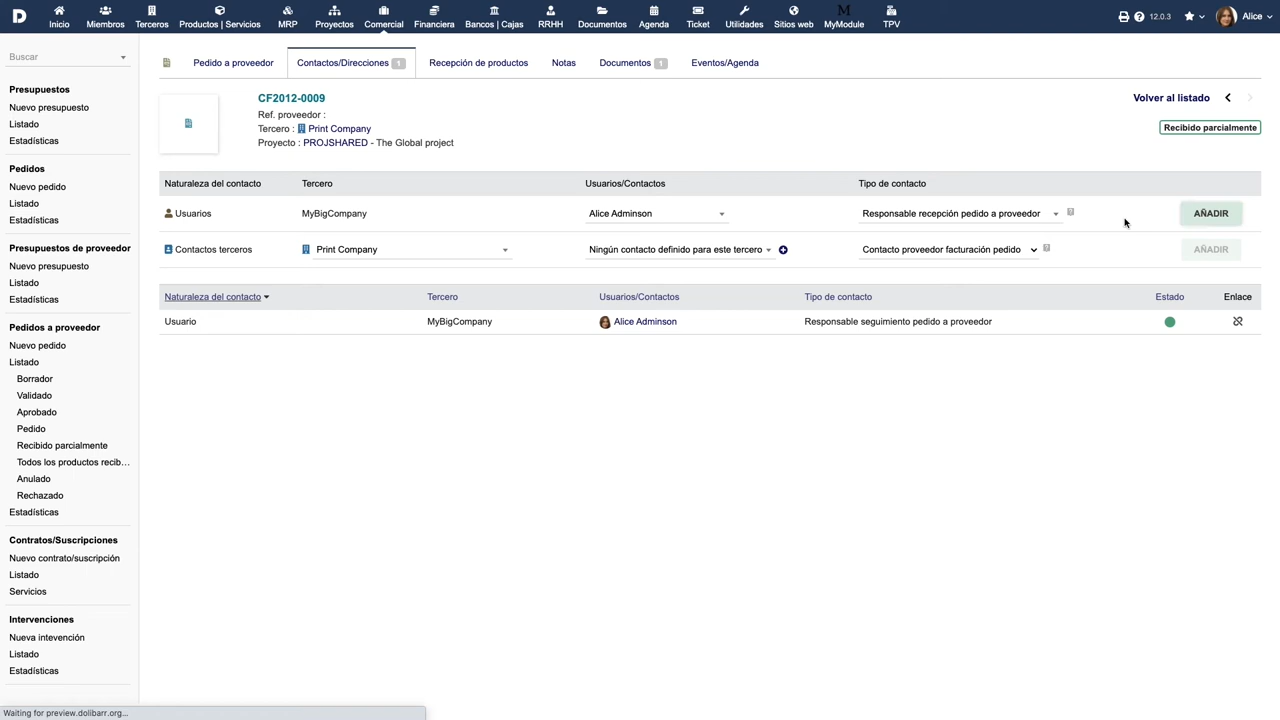 D
Inicio
Miembros
Terceros
Productos | Servicios
MRP
Proyectos
Comercial
Financiera
Bancos | Cajas
RRHH
Documentos
Agenda
Ticket
Utilidades
Sitios web
M
MyModule
TPV
12.0.3
Alice
Buscar
Presupuestos
Nuevo presupuesto
Listado
Estadísticas
Pedidos
Nuevo pedido
Listado
Estadísticas
Presupuestos de proveedor
Nuevo presupuesto
Listado
Estadísticas
Pedidos a proveedor
Nuevo pedido
Listado
Borrador
Validado
Aprobado
Pedido
Recibido parcialmente
Todos los productos recib...
Anulado
Rechazado
Estadísticas
Contratos/Suscripciones
Nuevo contrato/suscripción
Listado
Servicios
Intervenciones
Nueva intevención
Listado
Estadísticas
Pedido a proveedor
Contactos/Direcciones 1
Recepción de productos
Notas
Documentos 1
Eventos/Agenda
CF2012-0009
Ref. proveedor :
Tercero : Print Company
Proyecto : PROJSHARED - The Global project
Volver al listado
Recibido parcialmente
Naturaleza del contacto Tercero Usuarios/Contactos Tipo de contacto
Usuarios MyBigCompany Alice Adminson Responsable recepción pedido a proveedor ? AÑADIR
Contactos terceros Print Company Ningún contacto definido para este tercero Contacto proveedor facturación pedido ? AÑADIR
Naturaleza del contacto Tercero Usuarios/Contactos Tipo de contacto Estado Enlace
Usuario MyBigCompany Alice Adminson Responsable seguimiento pedido a proveedor
Waiting for preview.dolibarr.org...